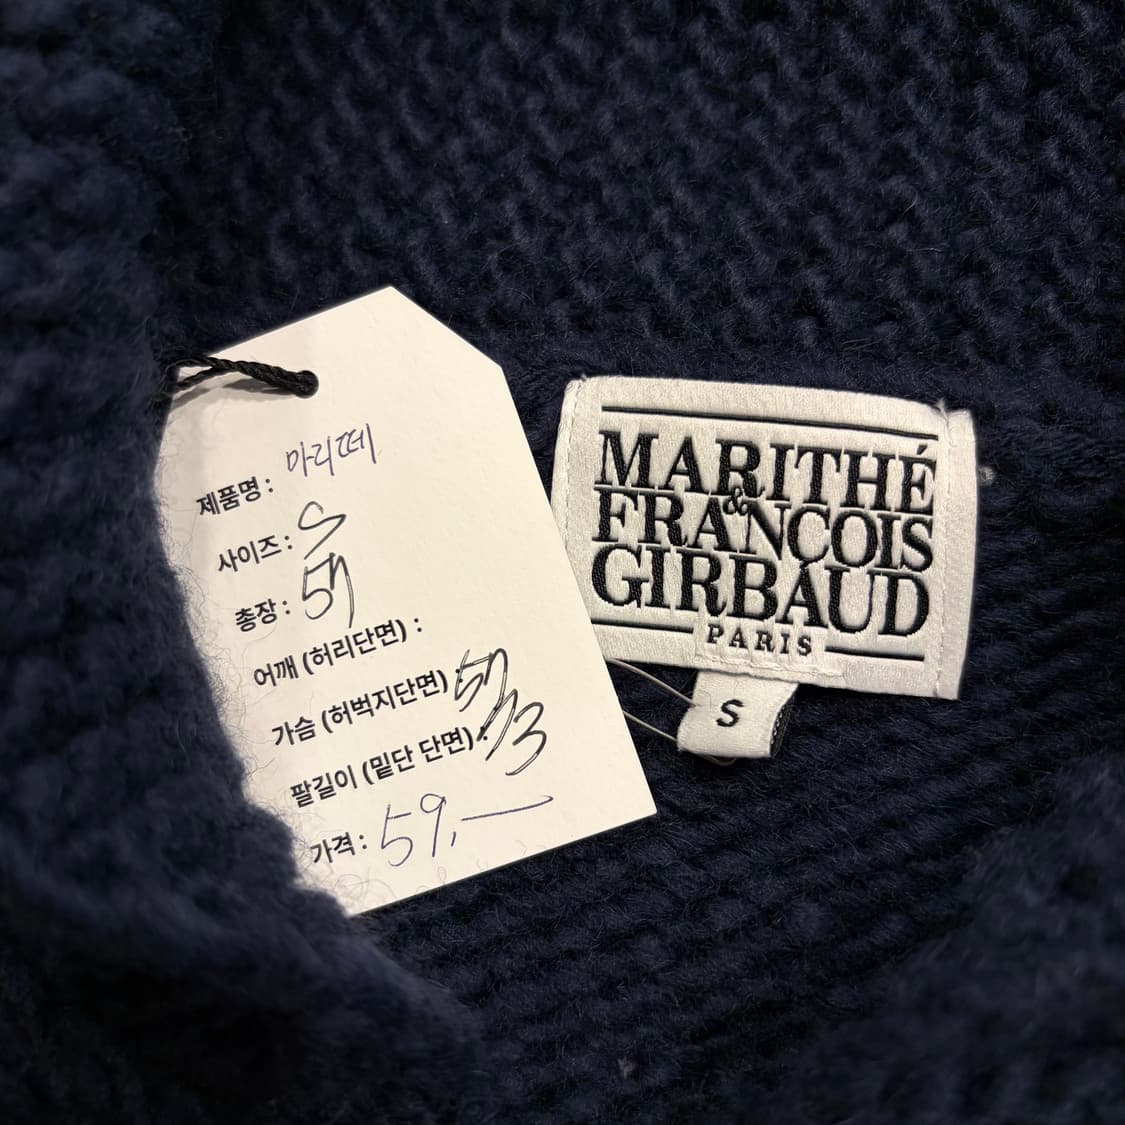 제품명 : 마리떼
사이즈 : S
총장 : 57
어깨 (허리단면) :
가슴 (허벅지단면) 57
팔길이 (밑단 단면) : 73
가격 : 59,—
MARITHÉ
&
FRANCOIS
GIRBAUD
PARIS
S